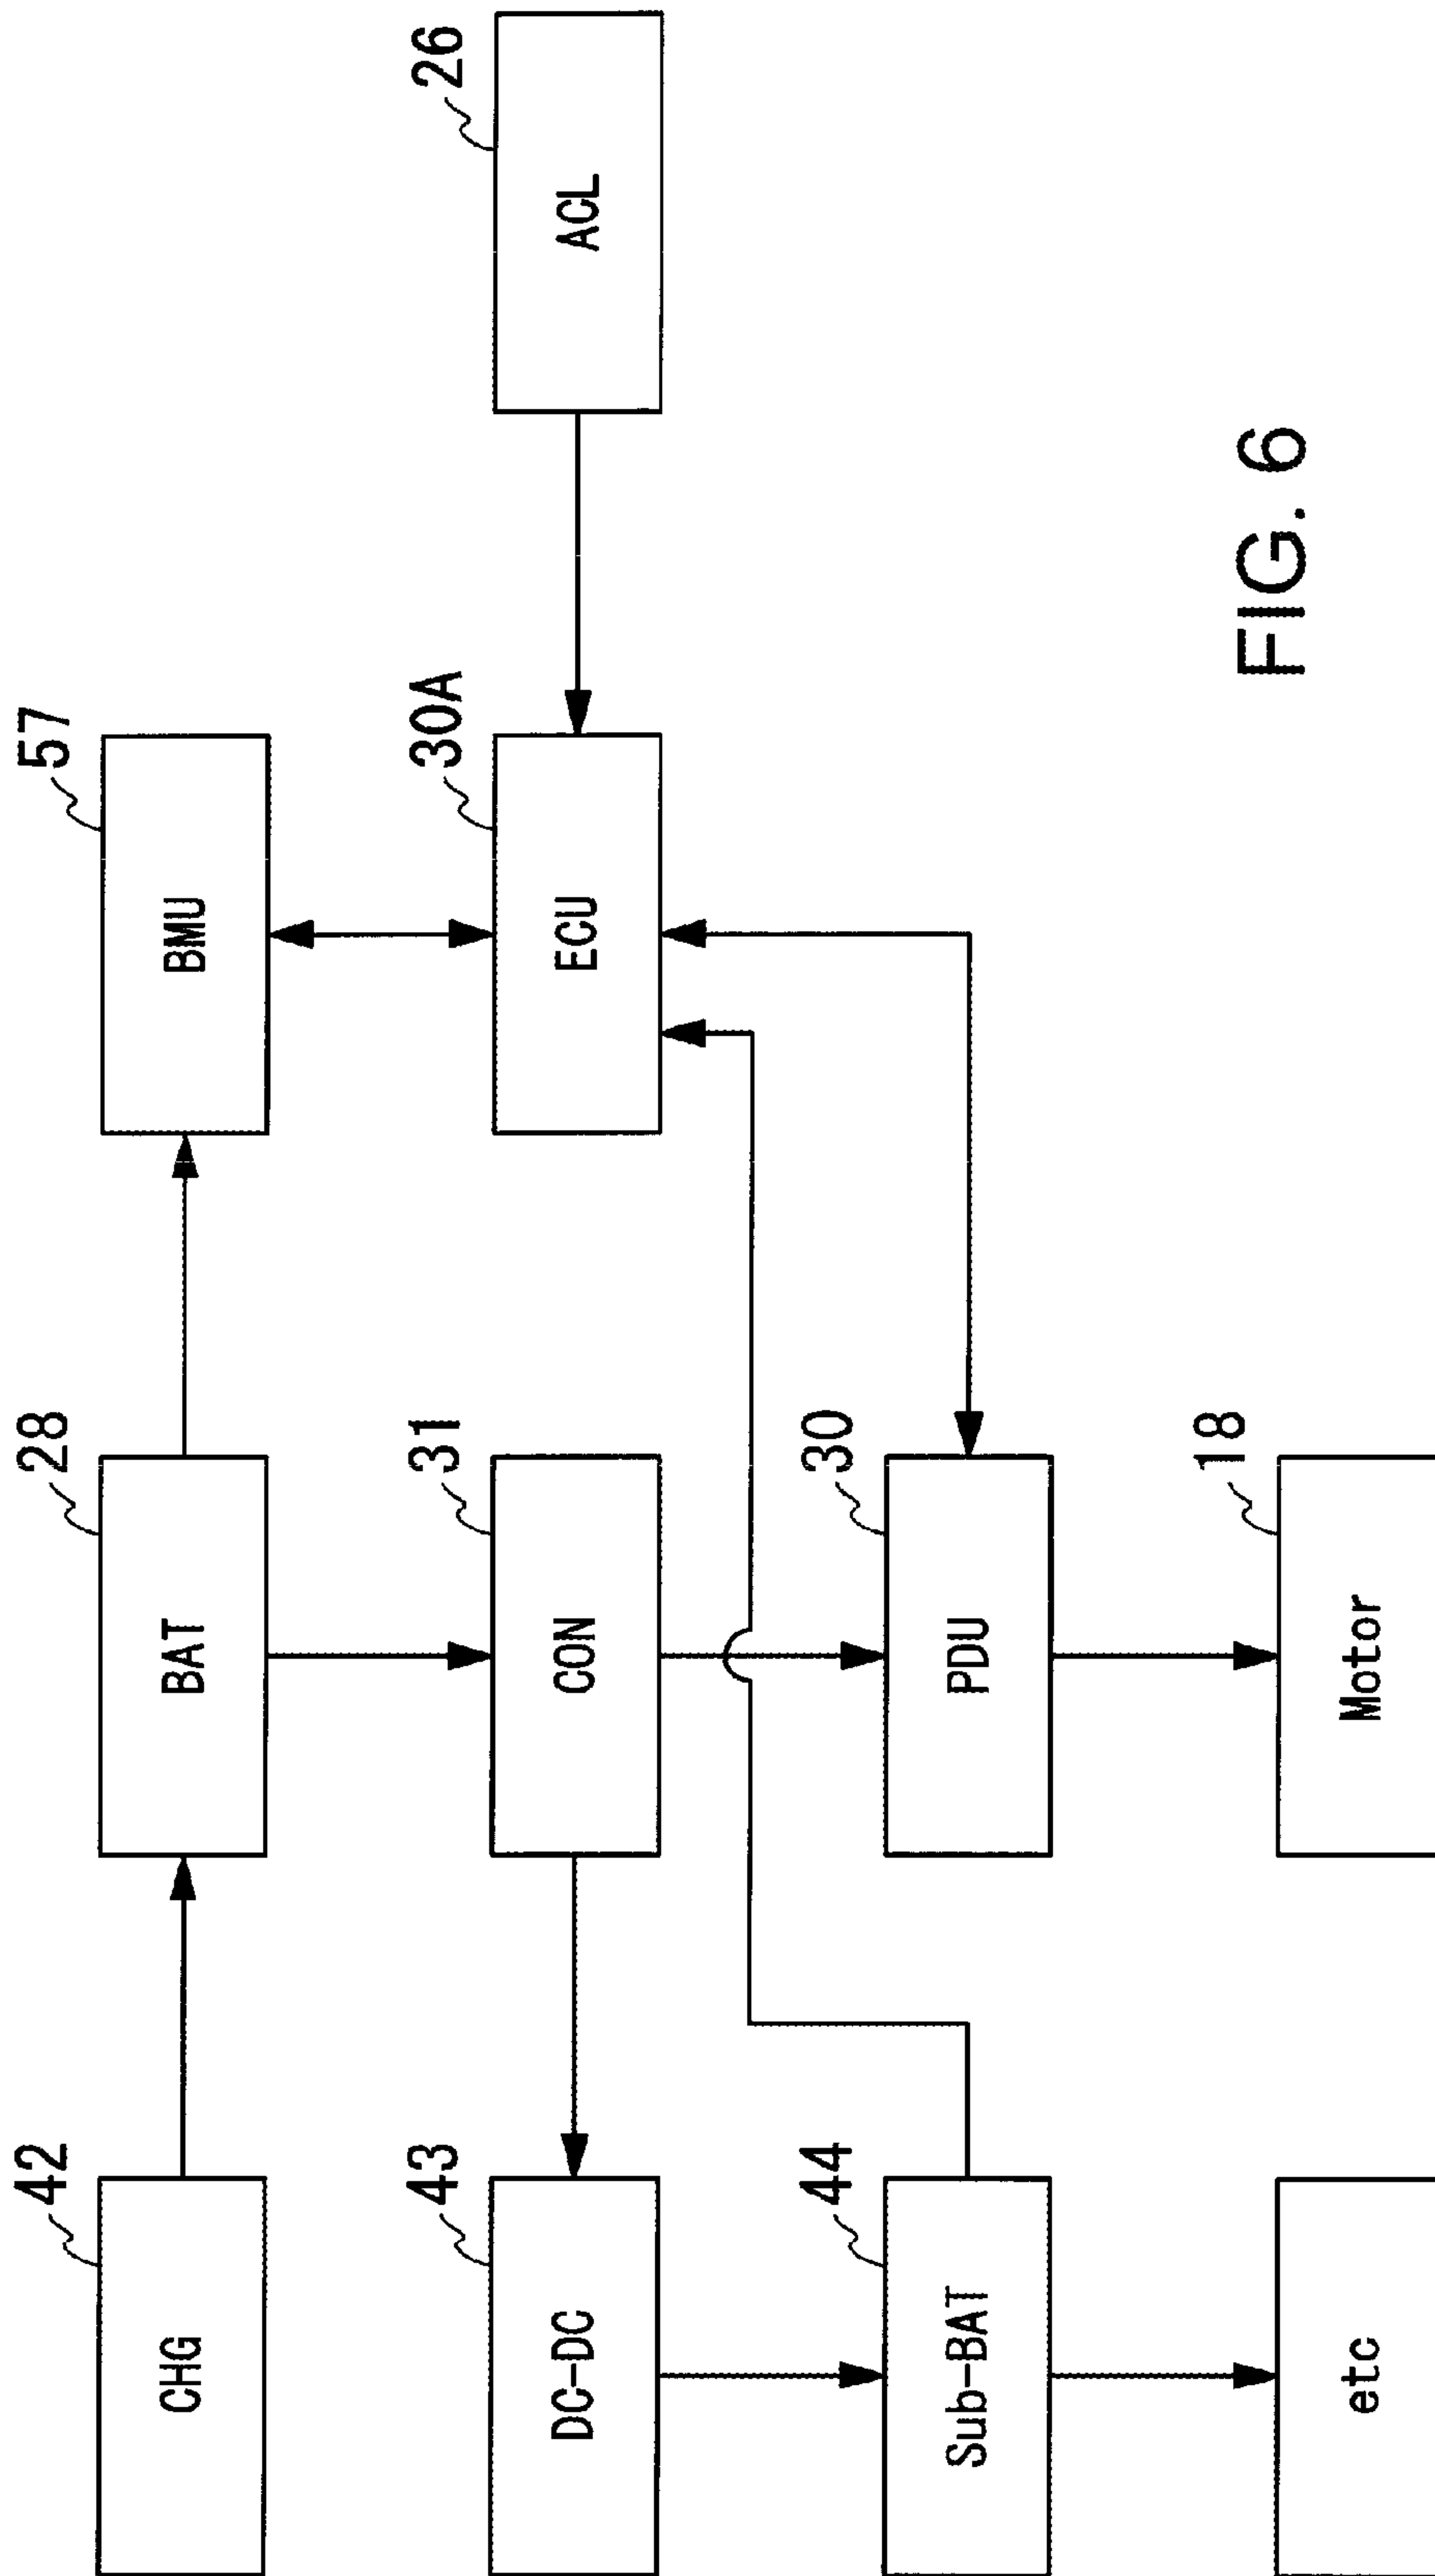 42
CHG
28
BAT
57
BMU
43
DC-DC
31
CON
30A
ECU
26
ACL
44
Sub-BAT
30
PDU
etc
18
Motor
FIG. 6